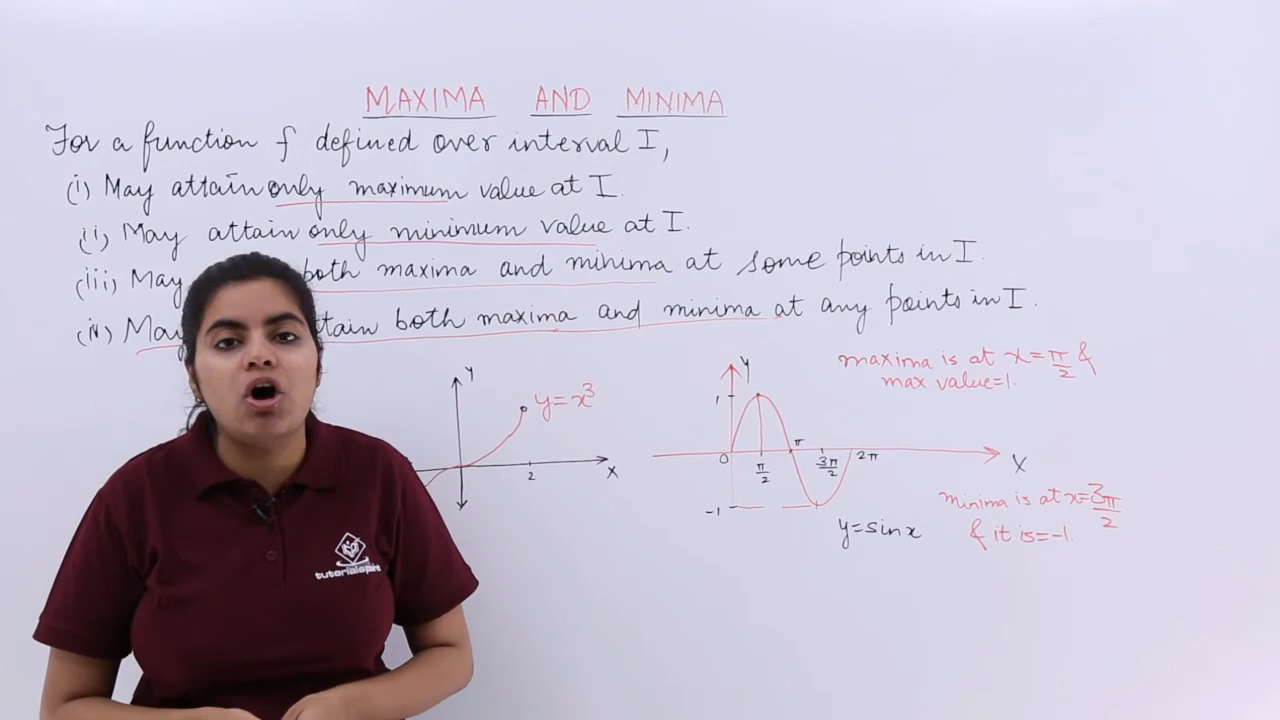 MAXIMA AND MINIMA
For a function f defined over interval I,
(i) May attain only maximum value at I.
(ii) May attain only minimum value at I.
(iii) May both maxima and minima at some points in I.
(iv) May both maxima and minima at any points in I.
Y
y=x³
X
2
Y
1
0
π/2
π
3π/2
2π
X
-1
y=sinx
maxima is at x=π/2 &
max value=1.
minima is at x=3π/2
& it is=-1.
tutorialspoint